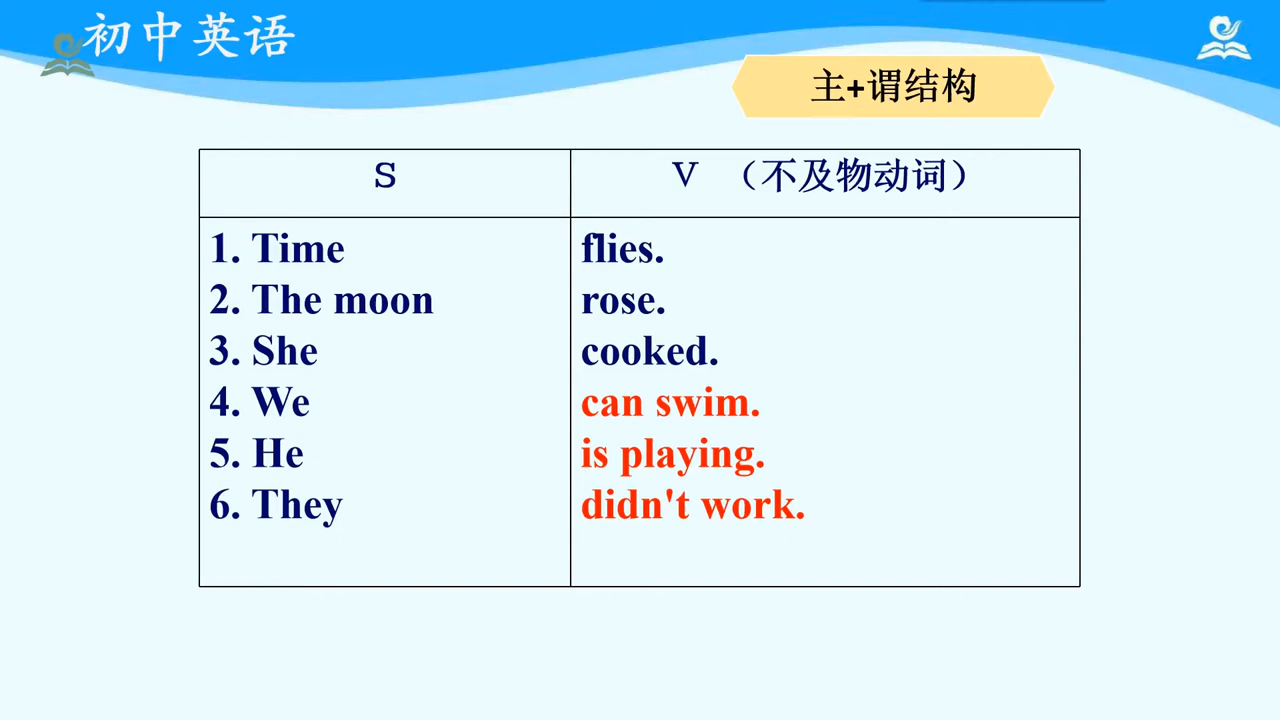 初中英语
主+谓结构
S V （不及物动词）
1. Time flies.
2. The moon rose.
3. She cooked.
4. We can swim.
5. He is playing.
6. They didn't work.